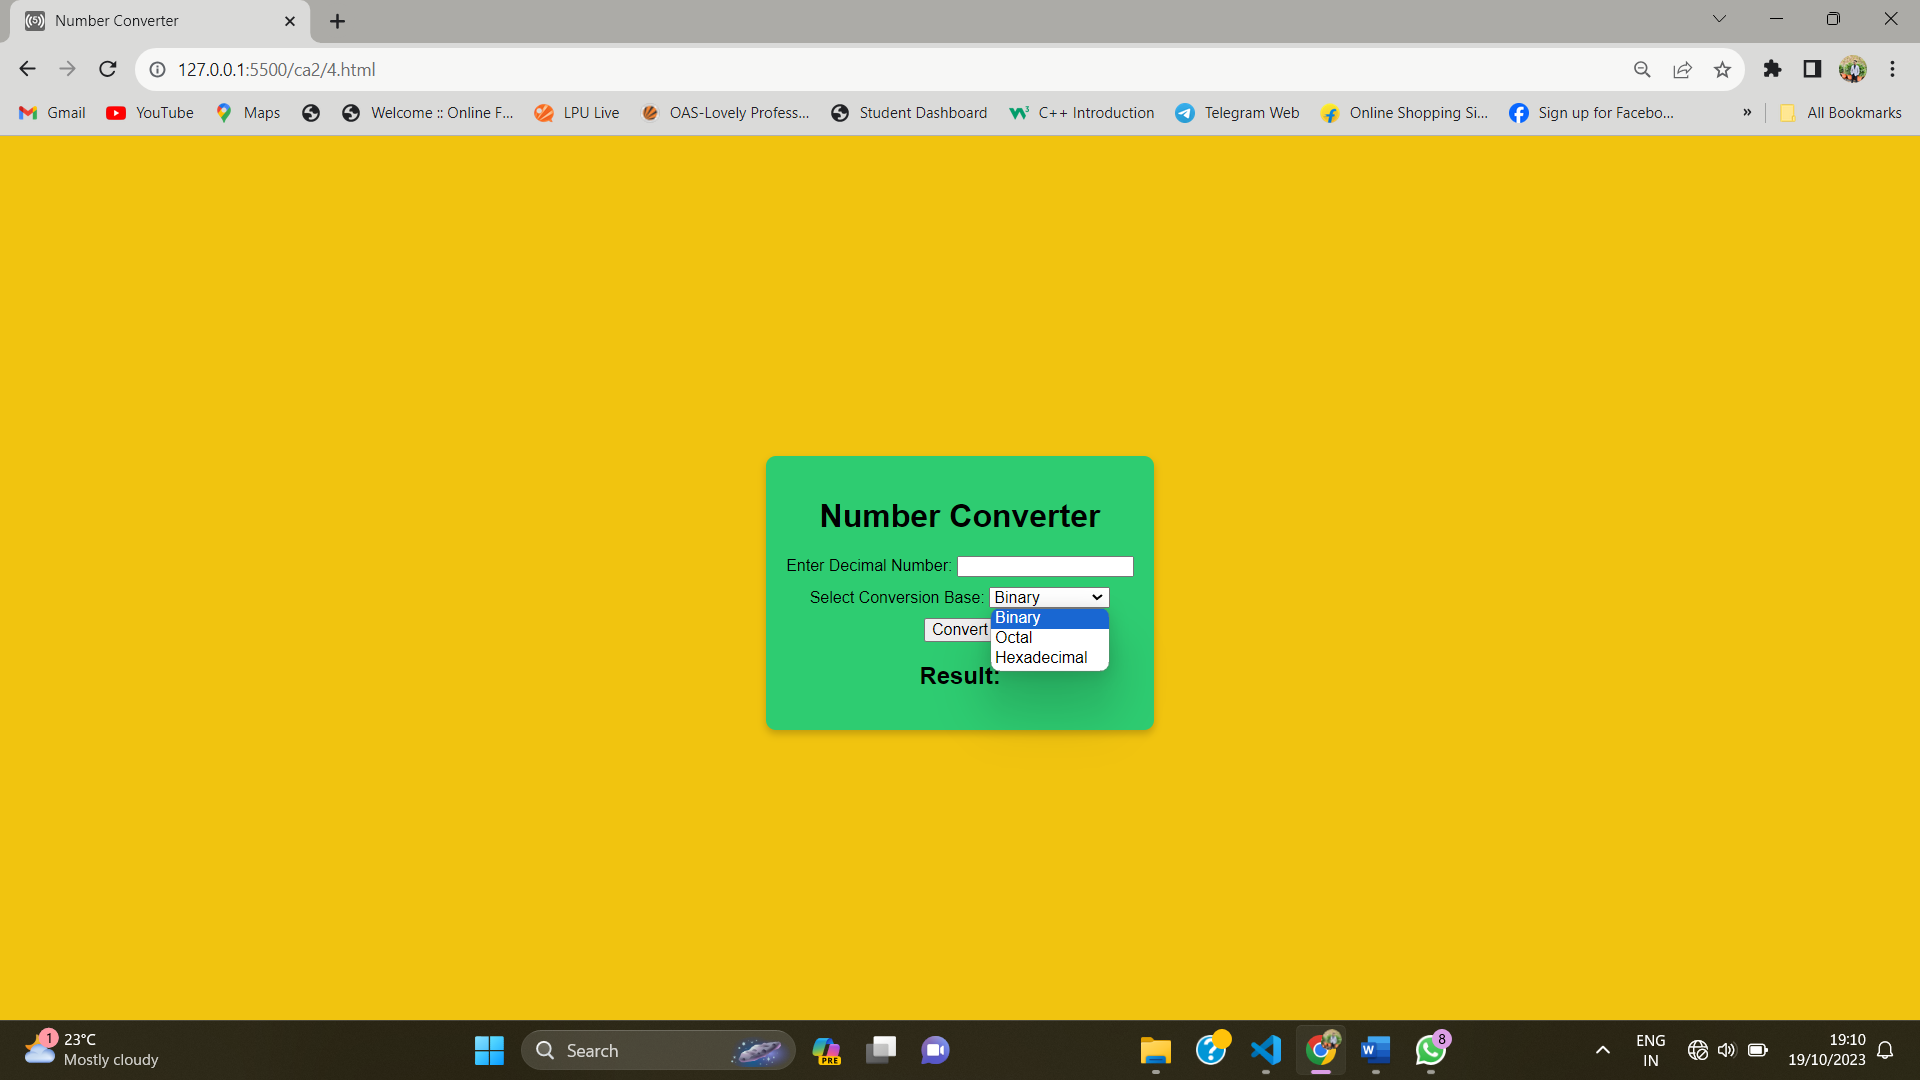 Number Converter
127.0.0.1:5500/ca2/4.html
Gmail YouTube Maps Welcome :: Online F... LPU Live OAS-Lovely Profess... Student Dashboard C++ Introduction Telegram Web Online Shopping Si... Sign up for Facebo... » All Bookmarks
Number Converter
Enter Decimal Number:
Select Conversion Base: Binary
Binary
Convert
Octal
Hexadecimal
Result:
1 23°C
Mostly cloudy
Search
PRE
8
ENG
IN
19:10
19/10/2023